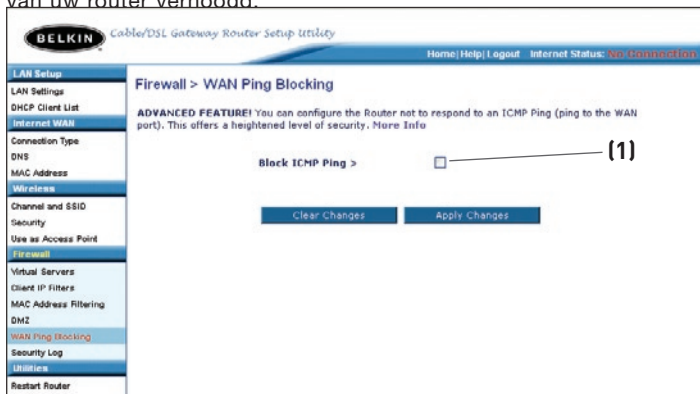 van uw router verhoogd.
BELKIN Cable/DSL Gateway Router Setup Utility
Home|Help|Logout Internet Status: No Connection
LAN Setup
LAN Settings
DHCP Client List
Internet WAN
Connection Type
DNS
MAC Address
Wireless
Channel and SSID
Security
Use as Access Point
Firewall
Virtual Servers
Client IP Filters
MAC Address Filtering
DMZ
WAN Ping Blocking
Security Log
Utilities
Restart Router
Firewall > WAN Ping Blocking
ADVANCED FEATURE! You can configure the Router not to respond to an ICMP Ping (ping to the WAN
port). This offers a heightened level of security. More Info
Block ICMP Ping >
(1)
Clear Changes Apply Changes